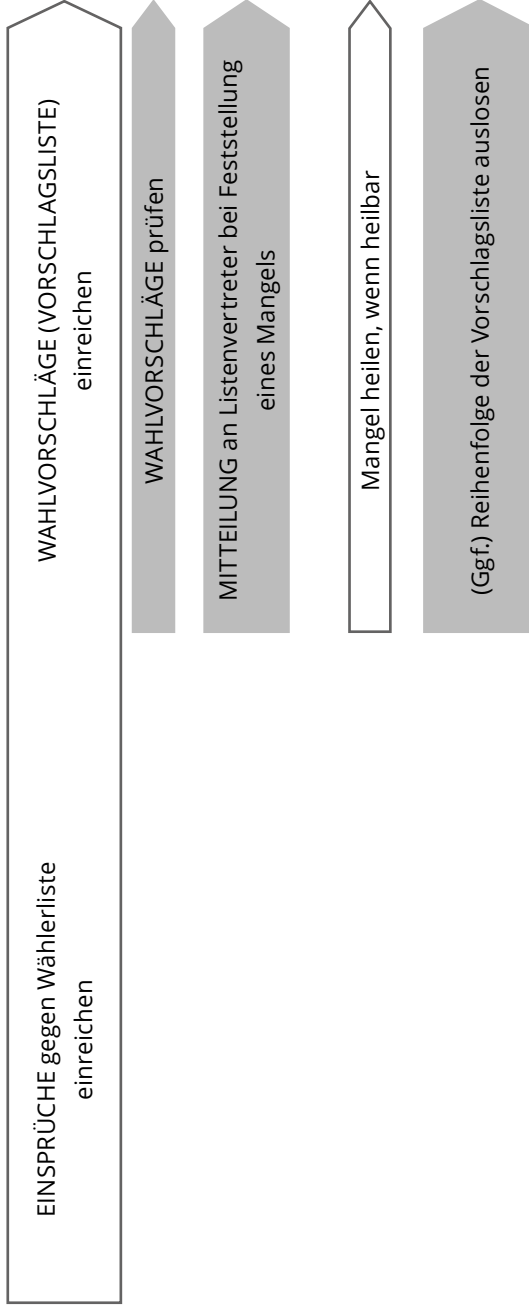 EINSPRÜCHE gegen Wählerliste
einreichen
WAHLVORSCHLÄGE (VORSCHLAGSLISTE)
einreichen
WAHLVORSCHLÄGE prüfen
MITTEILUNG an Listenvertreter bei Feststellung
eines Mangels
Mangel heilen, wenn heilbar
(Ggf.) Reihenfolge der Vorschlagsliste auslosen